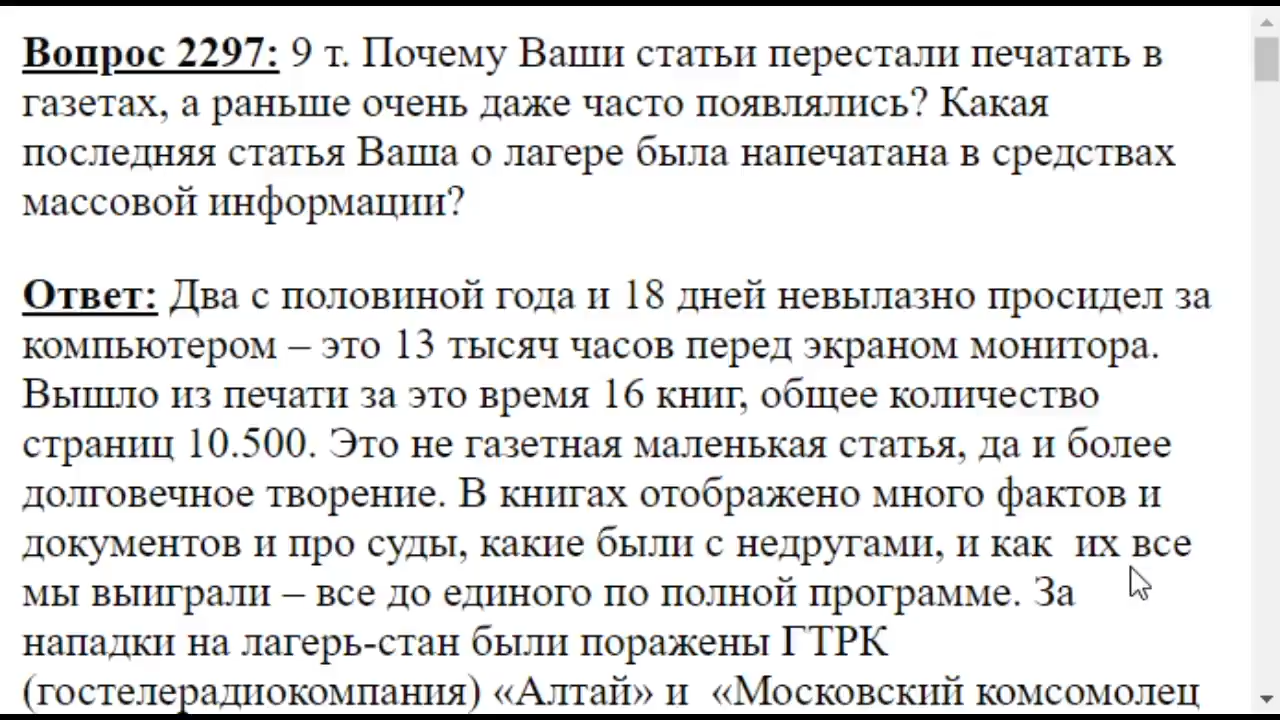 Вопрос 2297: 9 т. Почему Ваши статьи перестали печатать в
газетах, а раньше очень даже часто появлялись? Какая
последняя статья Ваша о лагере была напечатана в средствах
массовой информации?
Ответ: Два с половиной года и 18 дней невылазно просидел за
компьютером – это 13 тысяч часов перед экраном монитора.
Вышло из печати за это время 16 книг, общее количество
страниц 10.500. Это не газетная маленькая статья, да и более
долговечное творение. В книгах отображено много фактов и
документов и про суды, какие были с недругами, и как  их все
мы выиграли – все до единого по полной программе. За
нападки на лагерь-стан были поражены ГТРК
(гостелерадиокомпания) «Алтай» и  «Московский комсомолец